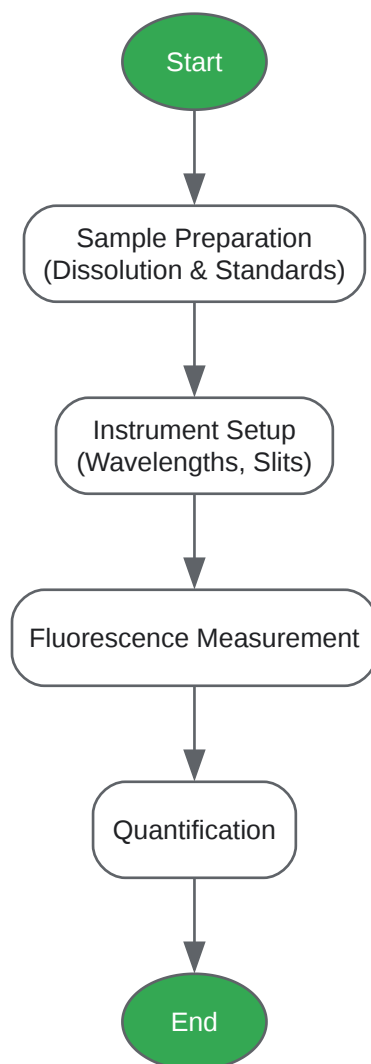 Start
Sample Preparation
(Dissolution & Standards)
Instrument Setup
(Wavelengths, Slits)
Fluorescence Measurement
Quantification
End